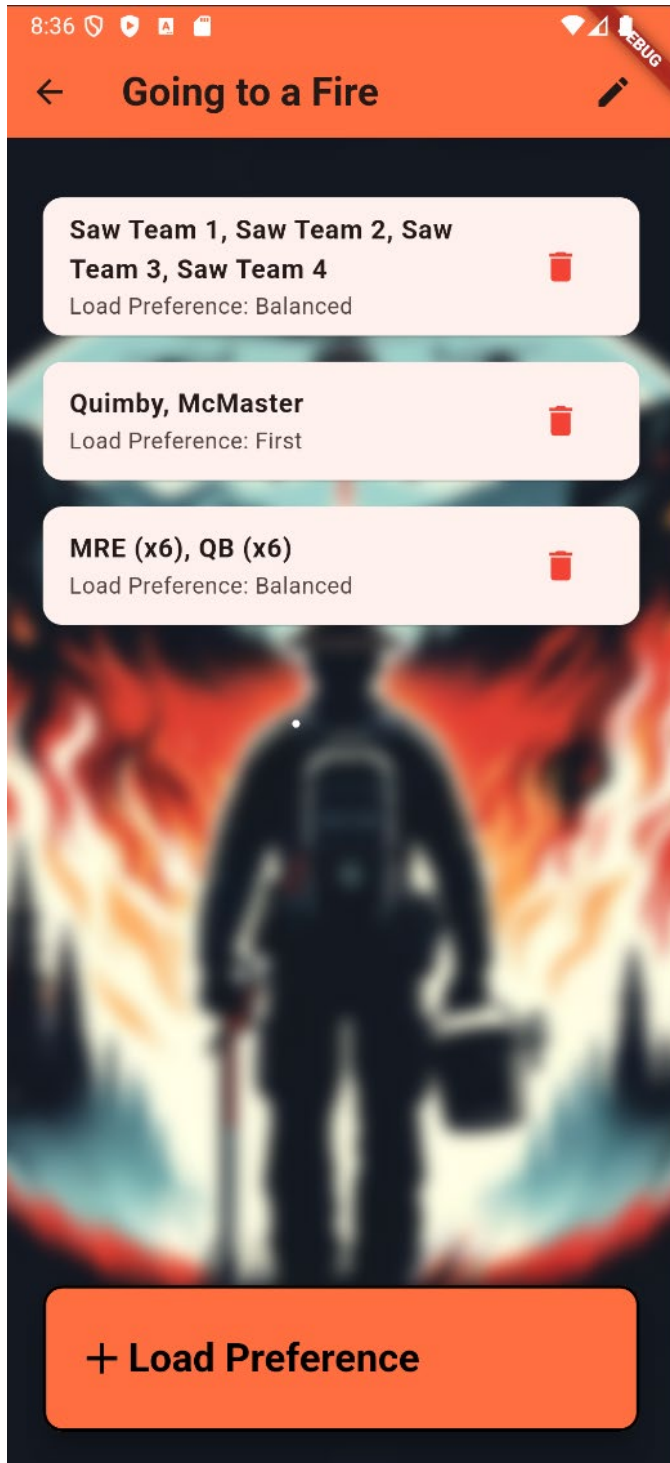 8:36
DEBUG
Going to a Fire
Saw Team 1, Saw Team 2, Saw
Team 3, Saw Team 4
Load Preference: Balanced
Quimby, McMaster
Load Preference: First
MRE (x6), QB (x6)
Load Preference: Balanced
+ Load Preference